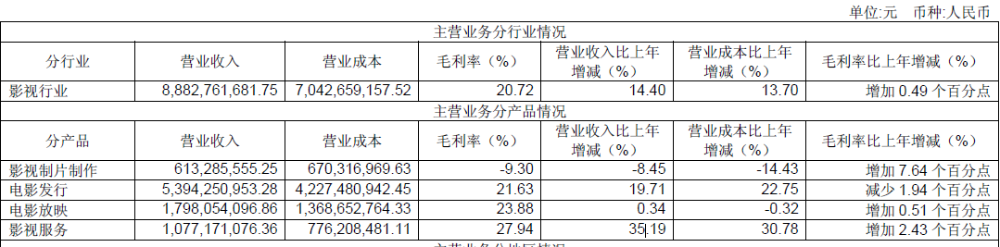 单位:元 币种:人民币
主营业务分行业情况
分行业 营业收入 营业成本 毛利率（%） 营业收入比上年增减（%） 营业成本比上年增减（%） 毛利率比上年增减（%）
影视行业 8,882,761,681.75 7,042,659,157.52 20.72 14.40 13.70 增加 0.49 个百分点
主营业务分产品情况
分产品 营业收入 营业成本 毛利率（%） 营业收入比上年增减（%） 营业成本比上年增减（%） 毛利率比上年增减（%）
影视制片制作 613,285,555.25 670,316,969.63 -9.30 -8.45 -14.43 增加 7.64 个百分点
电影发行 5,394,250,953.28 4,227,480,942.45 21.63 19.71 22.75 减少 1.94 个百分点
电影放映 1,798,054,096.86 1,368,652,764.33 23.88 0.34 -0.32 增加 0.51 个百分点
影视服务 1,077,171,076.36 776,208,481.11 27.94 35.19 30.78 增加 2.43 个百分点
主营业务分地区情况